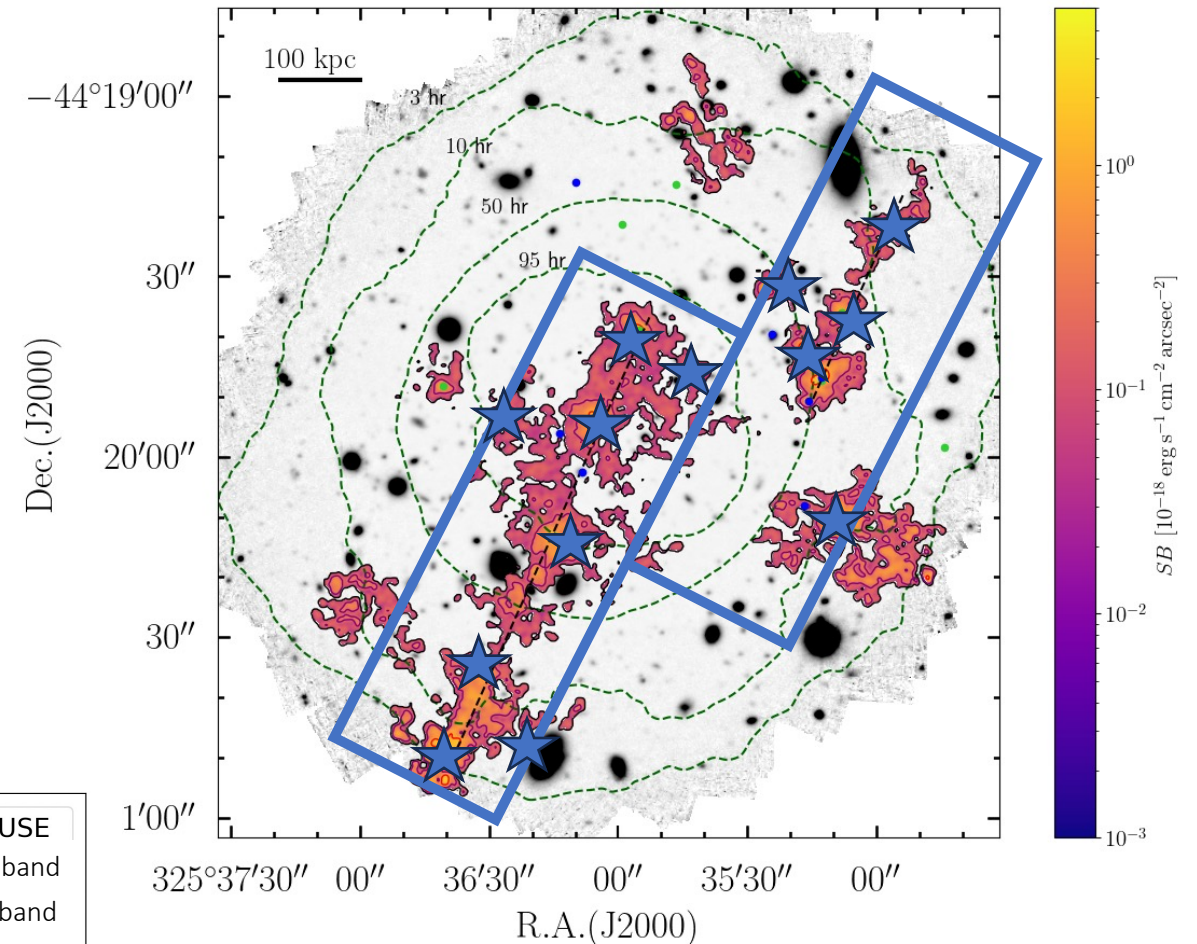 100 kpc
−44°19′00″
3 hr
10 hr
50 hr
95 hr
30″
20′00″
30″
1′00″
Dec.(J2000)
325°37′30″ 00″ 36′30″ 00″ 35′30″ 00″
R.A.(J2000)
10⁰
10⁻¹
10⁻²
10⁻³
SB [10⁻¹⁸ erg s⁻¹ cm⁻² arcsec⁻²]
USE
band
band